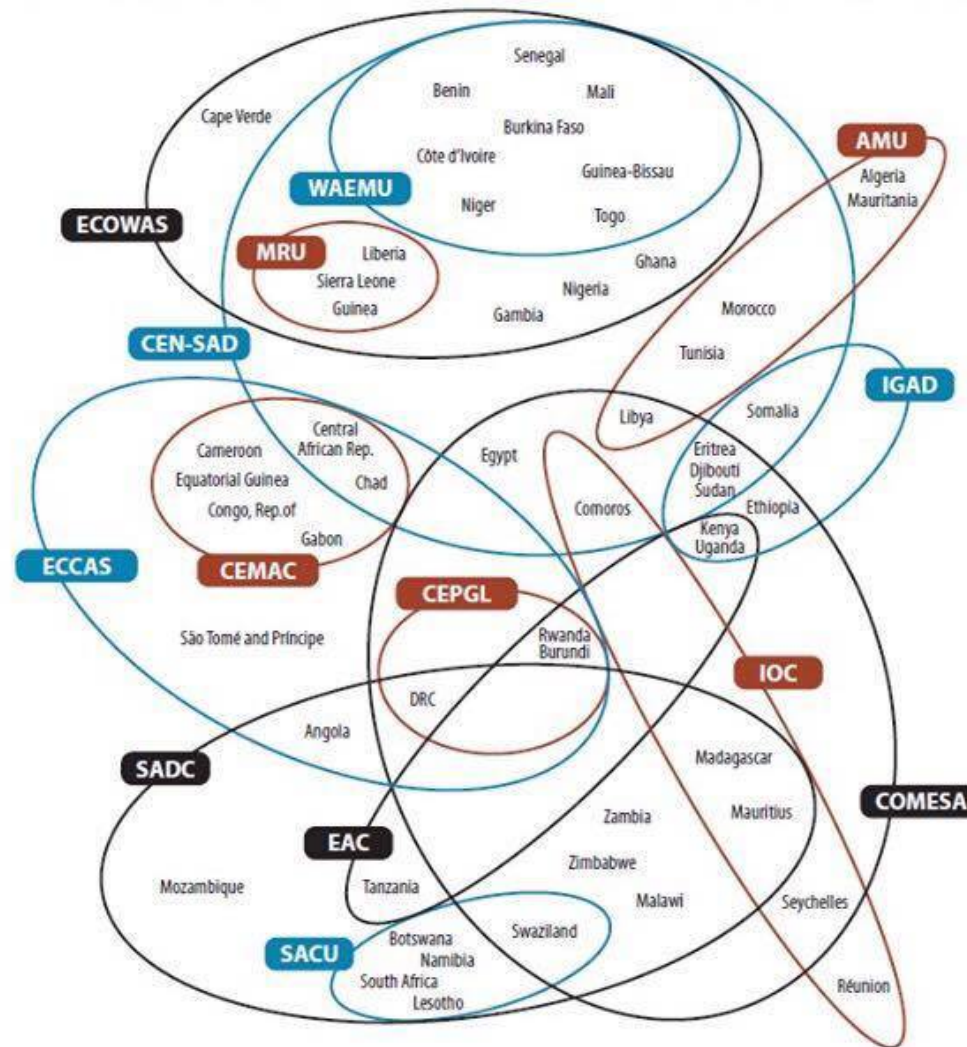 Senegal
Benin
Mali
Cape Verde
Burkina Faso
AMU
Côte d'Ivoire
Guinea-Bissau
Algeria
Mauritania
WAEMU
Niger
Togo
ECOWAS
MRU
Liberia
Ghana
Sierra Leone
Nigeria
Guinea
Gambia
Morocco
CEN-SAD
Tunisia
IGAD
Libya
Somalia
Central
African Rep.
Cameroon
Egypt
Eritrea
Djibouti
Sudan
Equatorial Guinea
Chad
Comoros
Ethiopia
Congo, Rep.of
Kenya
Uganda
Gabon
ECCAS
CEMAC
CEPGL
São Tomé and Príncipe
Rwanda
Burundi
IOC
DRC
Angola
SADC
Madagascar
COMESA
Mauritius
Zambia
EAC
Zimbabwe
Mozambique
Tanzania
Malawi
Seychelles
SACU
Botswana
Swaziland
Namibia
South Africa
Lesotho
Réunion